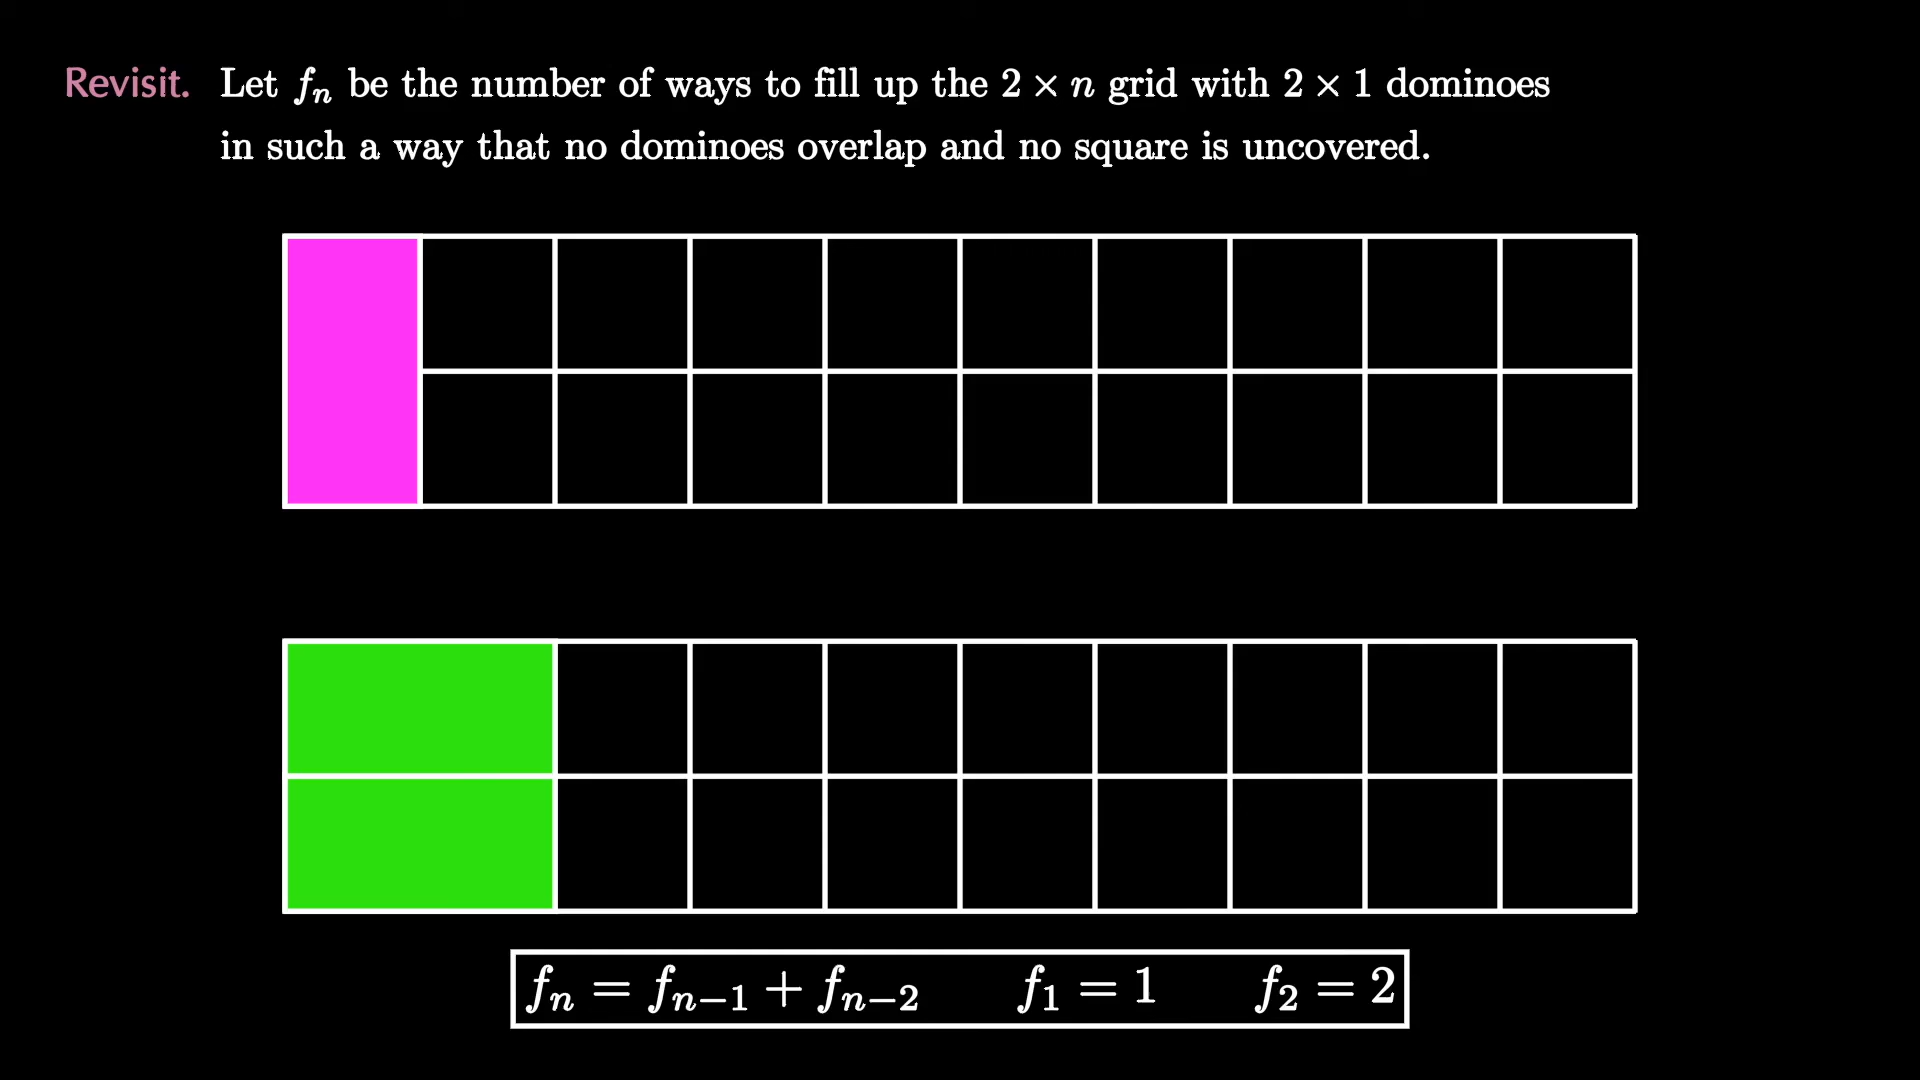 Revisit. Let fₙ be the number of ways to fill up the 2 × n grid with 2 × 1 dominoes
in such a way that no dominoes overlap and no square is uncovered.
fₙ = fₙ₋₁ + fₙ₋₂ f₁ = 1 f₂ = 2